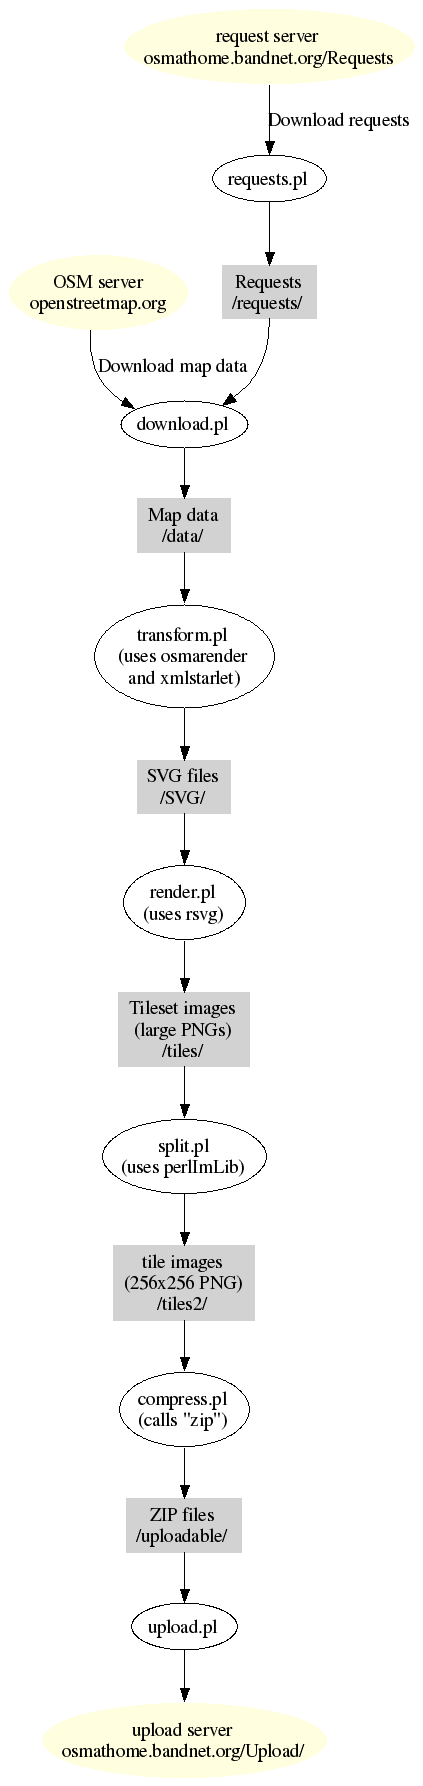 request server
osmathome.bandnet.org/Requests
Download requests
requests.pl
Requests
/requests/
OSM server
openstreetmap.org
Download map data
download.pl
Map data
/data/
transform.pl
(uses osmarender
and xmlstarlet)
SVG files
/SVG/
render.pl
(uses rsvg)
Tileset images
(large PNGs)
/tiles/
split.pl
(uses perlImLib)
tile images
(256x256 PNG)
/tiles2/
compress.pl
(calls "zip")
ZIP files
/uploadable/
upload.pl
upload server
osmathome.bandnet.org/Upload/